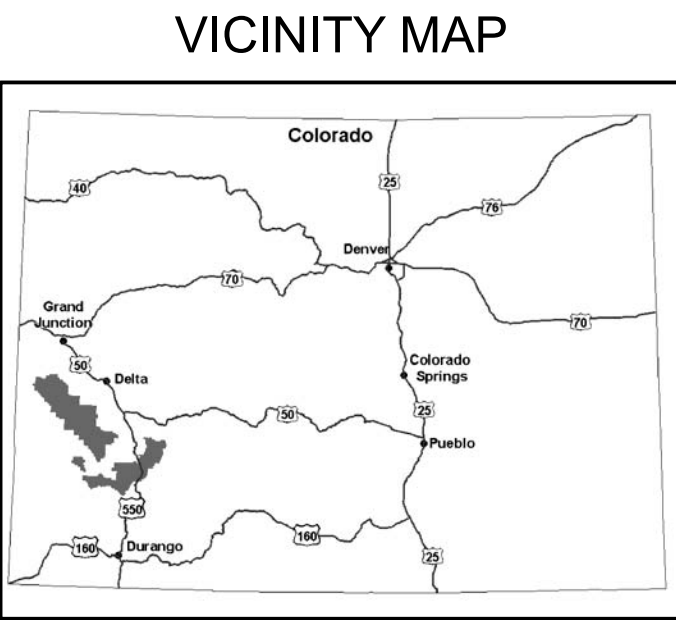 VICINITY MAP
Colorado
40
25
76
Denver
70
Grand
Junction
70
50
Delta
Colorado
Springs
25
50
Pueblo
550
160
Durango
160
25